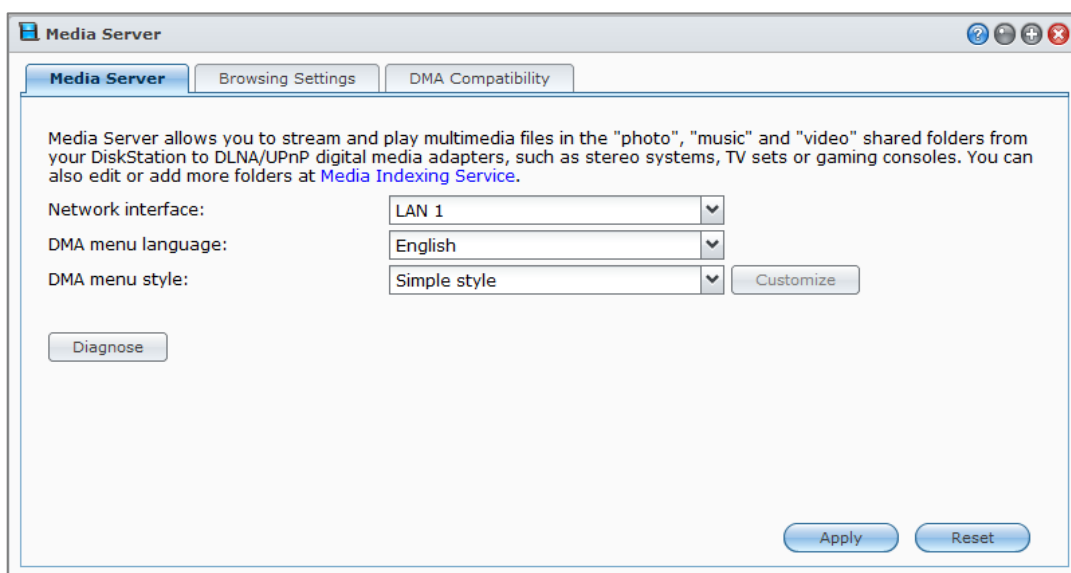 Media Server
Media Server Browsing Settings DMA Compatibility
Media Server allows you to stream and play multimedia files in the "photo", "music" and "video" shared folders from
your DiskStation to DLNA/UPnP digital media adapters, such as stereo systems, TV sets or gaming consoles. You can
also edit or add more folders at Media Indexing Service.
Network interface: LAN 1
DMA menu language: English
DMA menu style: Simple style Customize
Diagnose
Apply Reset